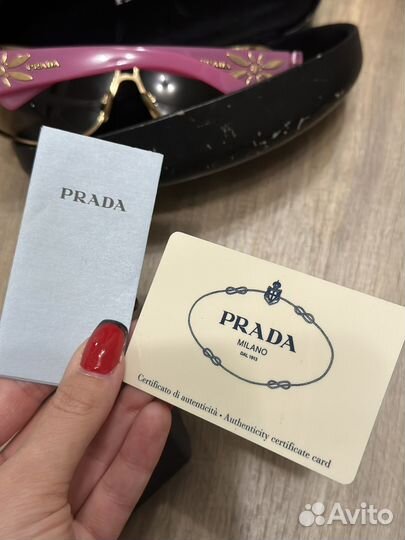 PRADA
PRADA
PRADA
PRADA
MILANO
DAL 1913
Certificato di autenticità • Authenticity certificate card
Avito